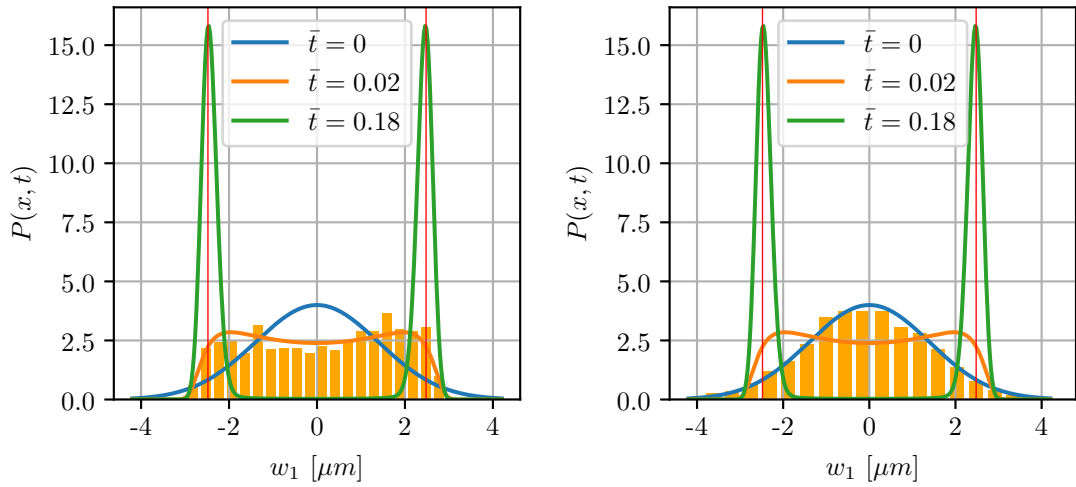 15.0
12.5
10.0
7.5
5.0
2.5
0.0
P(x, t)
t̄ = 0
t̄ = 0.02
t̄ = 0.18
-4 -2 0 2 4
w₁ [μm]
15.0
12.5
10.0
7.5
5.0
2.5
0.0
P(x, t)
t̄ = 0
t̄ = 0.02
t̄ = 0.18
-4 -2 0 2 4
w₁ [μm]